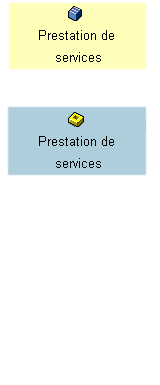 Prestation de
services
Prestation de
services